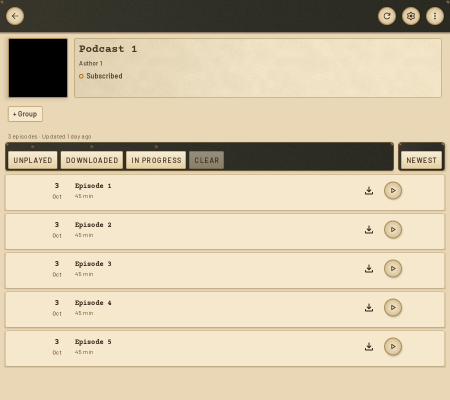 Podcast 1
Author 1
Subscribed
+ Group
3 episodes · Updated 1 day ago
UNPLAYED DOWNLOADED IN PROGRESS CLEAR NEWEST
3 Episode 1
Oct 45 min
3 Episode 2
Oct 45 min
3 Episode 3
Oct 45 min
3 Episode 4
Oct 45 min
3 Episode 5
Oct 45 min